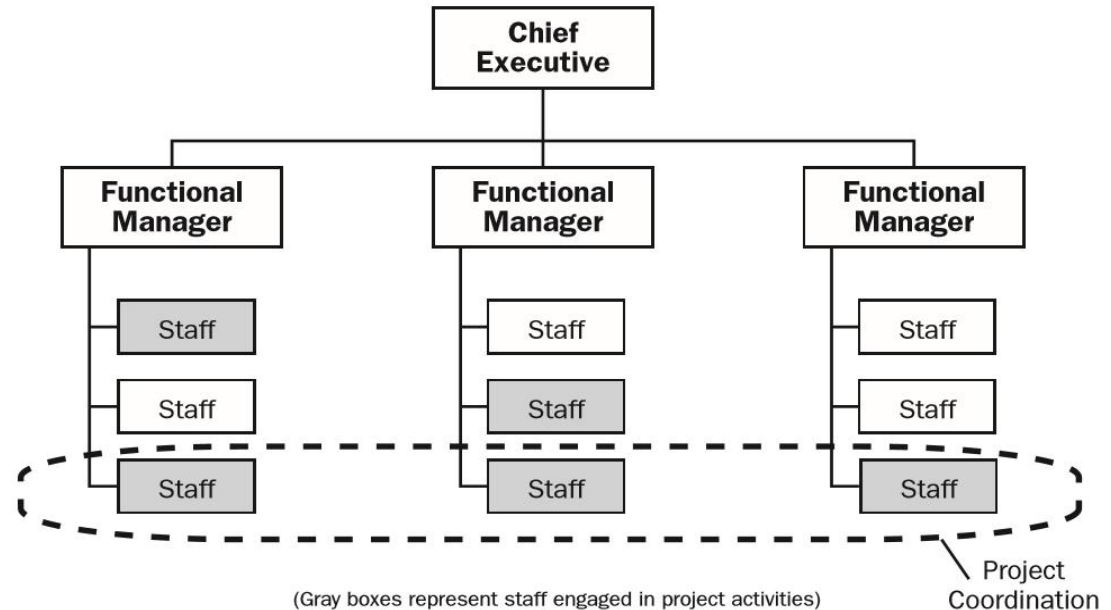 Chief
Executive
Functional
Manager
Functional
Manager
Functional
Manager
Staff
Staff
Staff
Staff
Staff
Staff
Staff
Staff
Staff
Project
Coordination
(Gray boxes represent staff engaged in project activities)